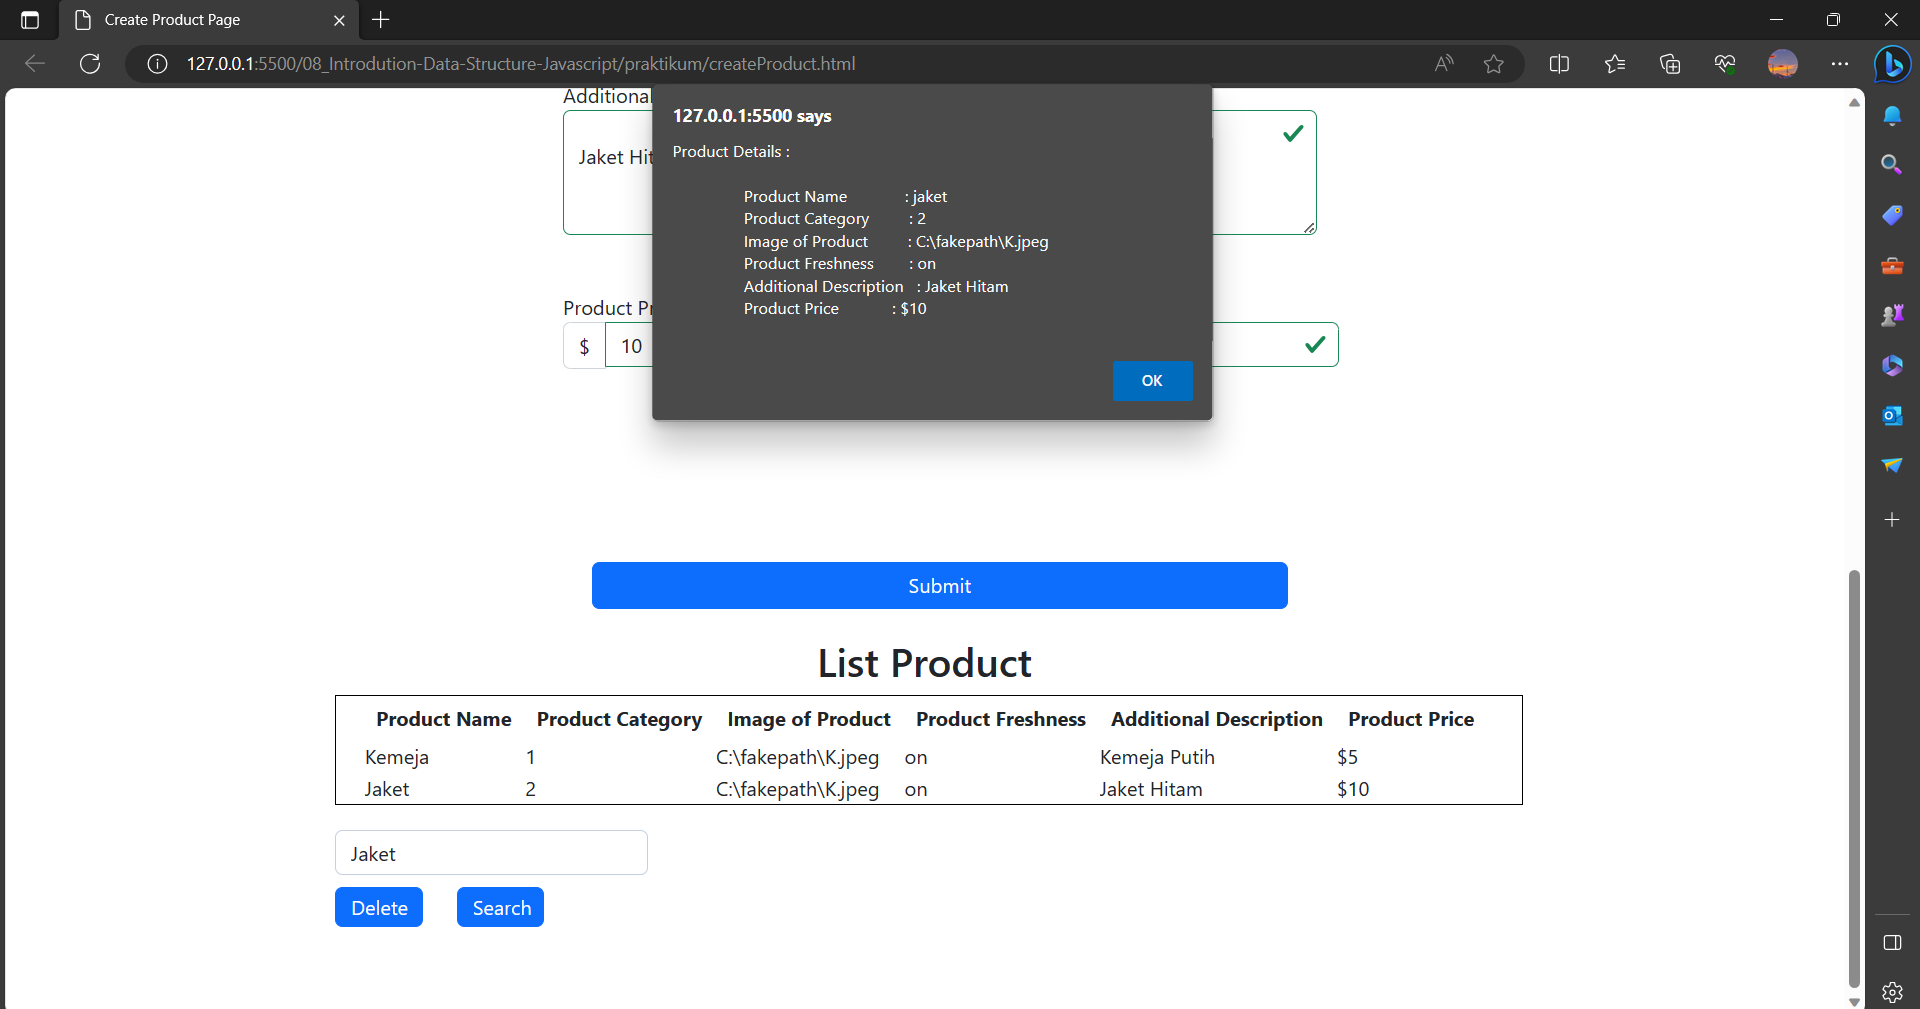 Create Product Page
127.0.0.1:5500/08_Introdution-Data-Structure-Javascript/praktikum/createProduct.html
Additional
Jaket Hit
127.0.0.1:5500 says
Product Details :
Product Name : jaket
Product Category : 2
Image of Product : C:\fakepath\K.jpeg
Product Freshness : on
Additional Description : Jaket Hitam
Product Price : $10
OK
Product Pr
$ 10
Submit
List Product
Product Name Product Category Image of Product Product Freshness Additional Description Product Price
Kemeja 1 C:\fakepath\K.jpeg on Kemeja Putih $5
Jaket 2 C:\fakepath\K.jpeg on Jaket Hitam $10
Jaket
Delete Search